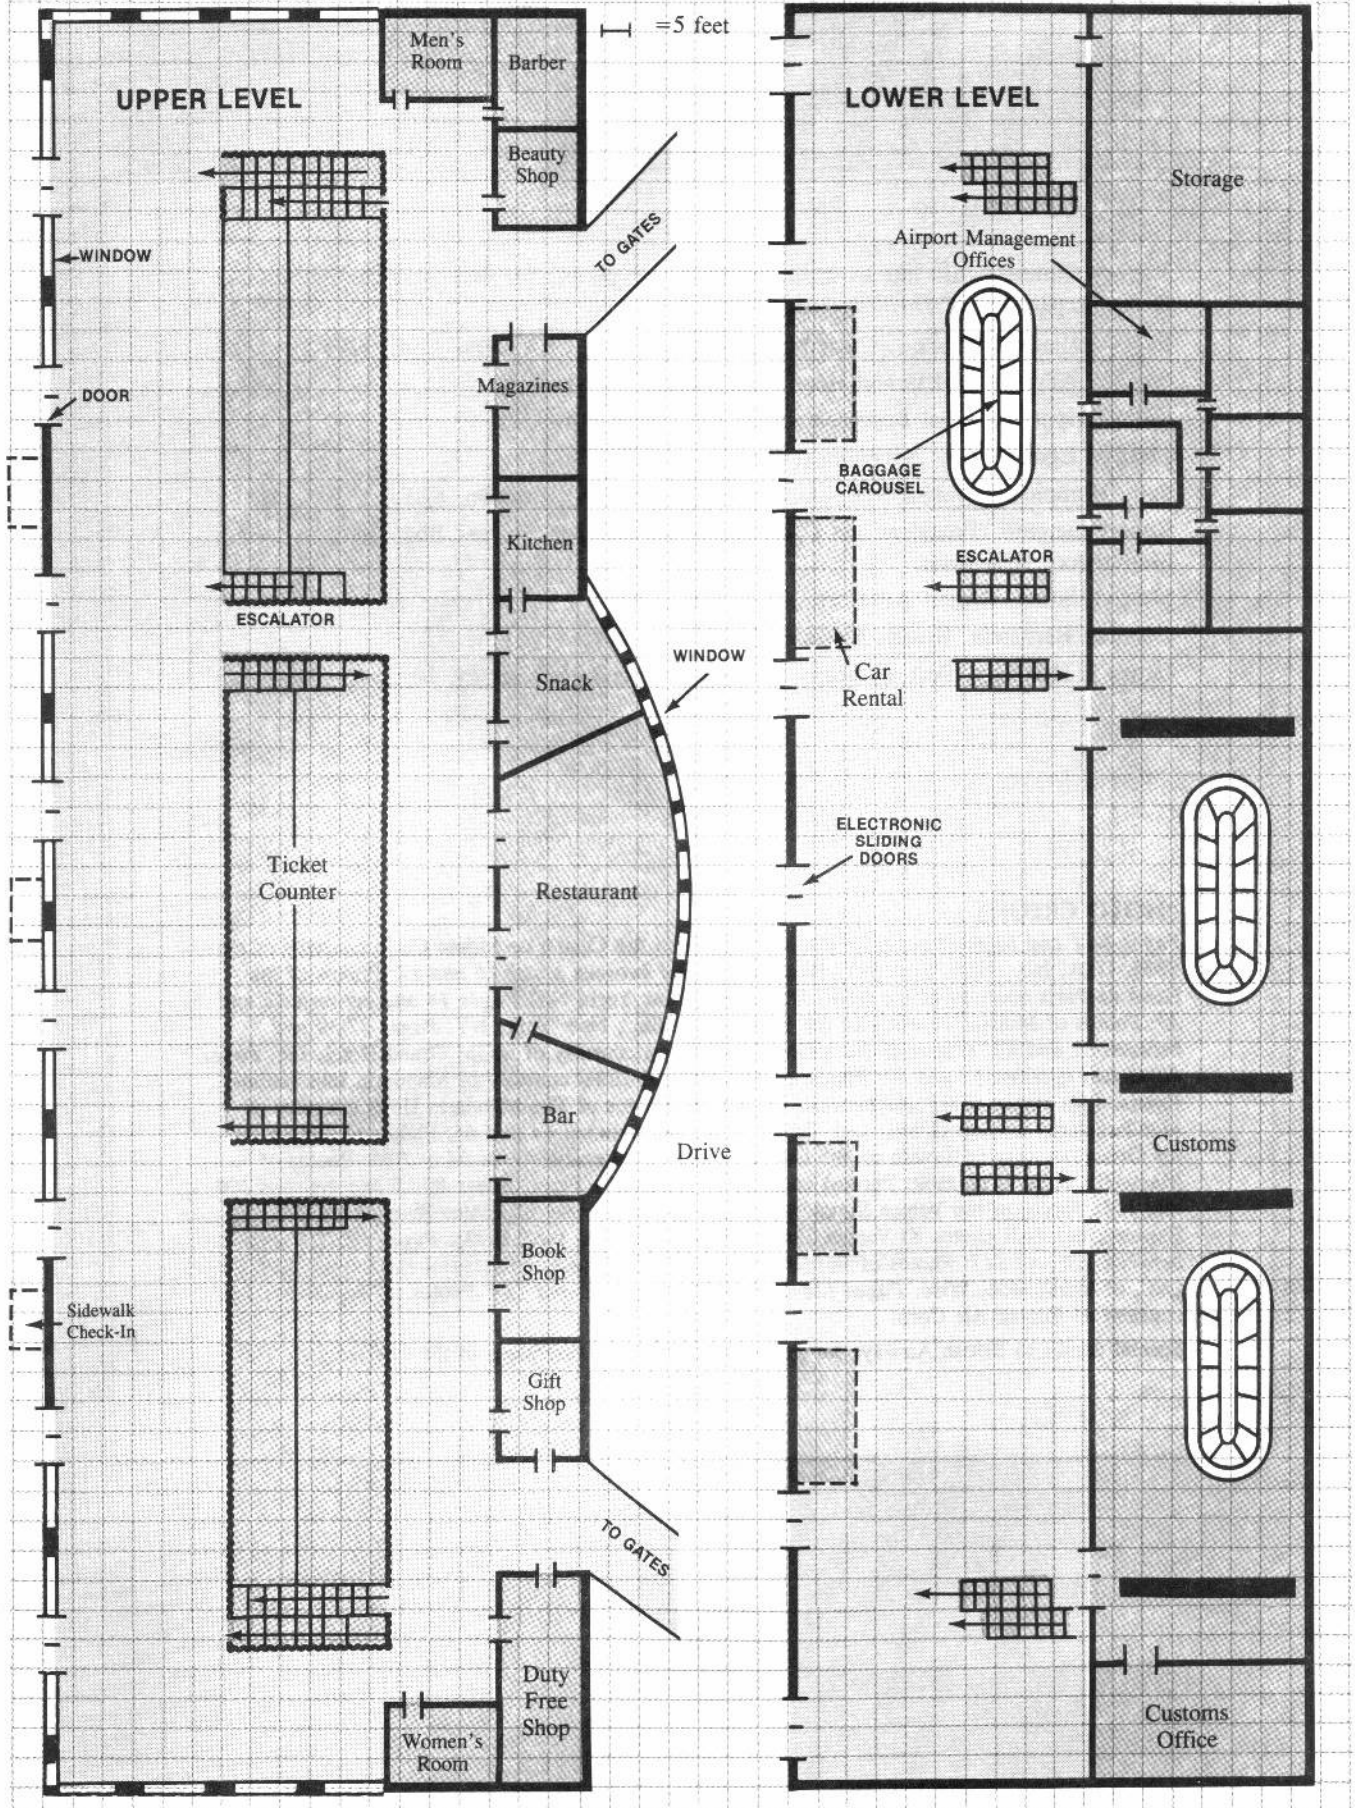 =5 feet
UPPER LEVEL
Men's
Room
Barber
Beauty
Shop
TO GATES
WINDOW
DOOR
Magazines
Kitchen
ESCALATOR
Snack
WINDOW
Ticket
Counter
Restaurant
Bar
Drive
Book
Shop
Sidewalk
Check-In
Gift
Shop
TO GATES
Duty
Free
Shop
Women's
Room
LOWER LEVEL
Storage
Airport Management
Offices
BAGGAGE
CAROUSEL
ESCALATOR
Car
Rental
ELECTRONIC
SLIDING
DOORS
Customs
Customs
Office